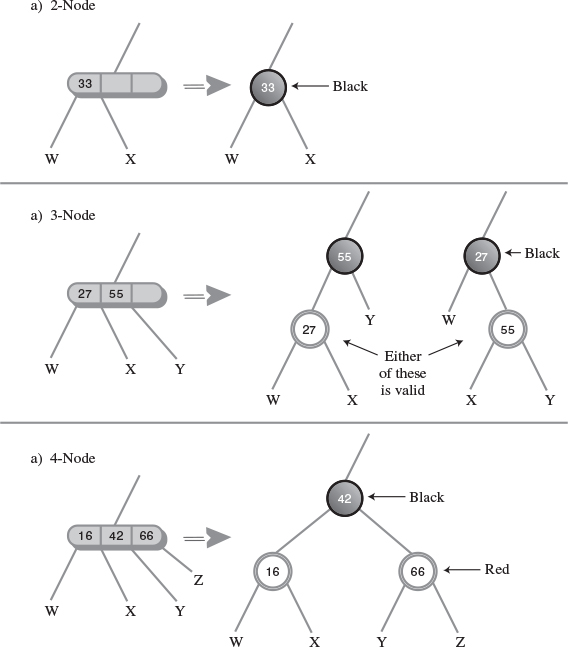 a) 2-Node
33
33
Black
W X
W X
a) 3-Node
55
27
Black
27 55
Y
W
27
55
Either
of these
is valid
W X Y
W X
X Y
a) 4-Node
42
Black
16 42 66
16
66
Red
Z
W X Y
W X Y Z